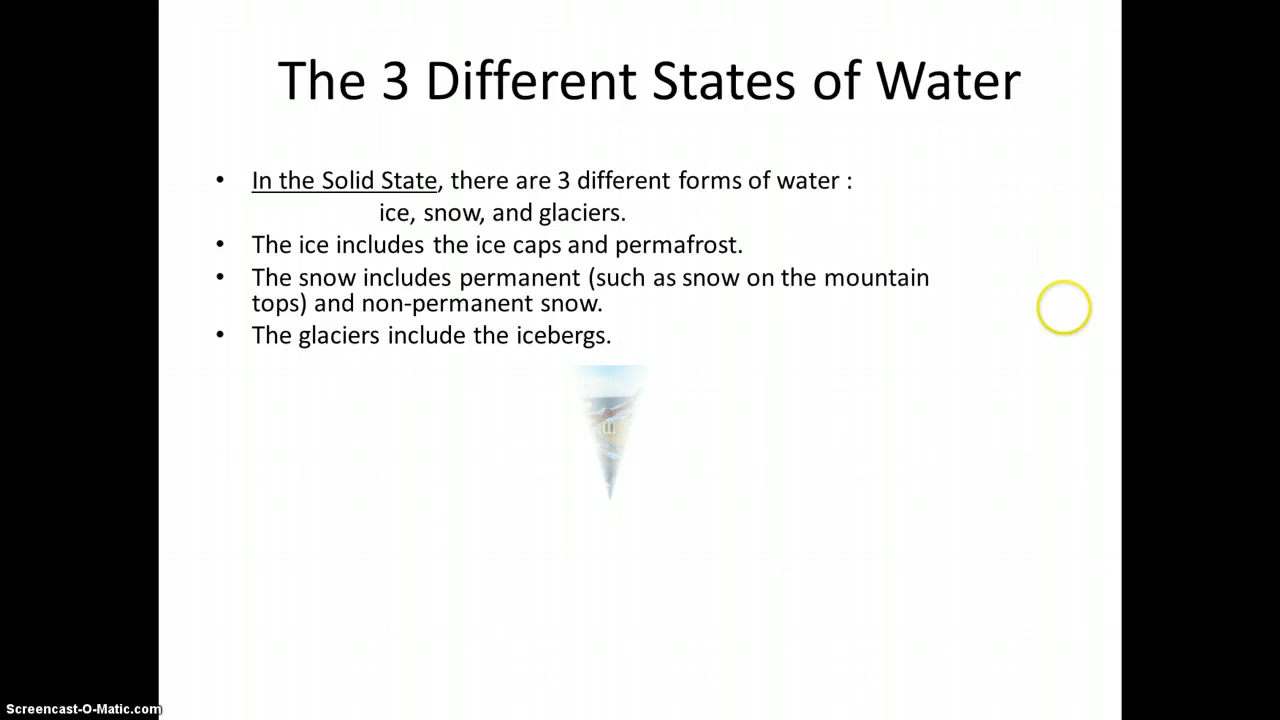 The 3 Different States of Water
• In the Solid State, there are 3 different forms of water :
ice, snow, and glaciers.
• The ice includes the ice caps and permafrost.
• The snow includes permanent (such as snow on the mountain
tops) and non-permanent snow.
• The glaciers include the icebergs.
Screencast-O-Matic.com